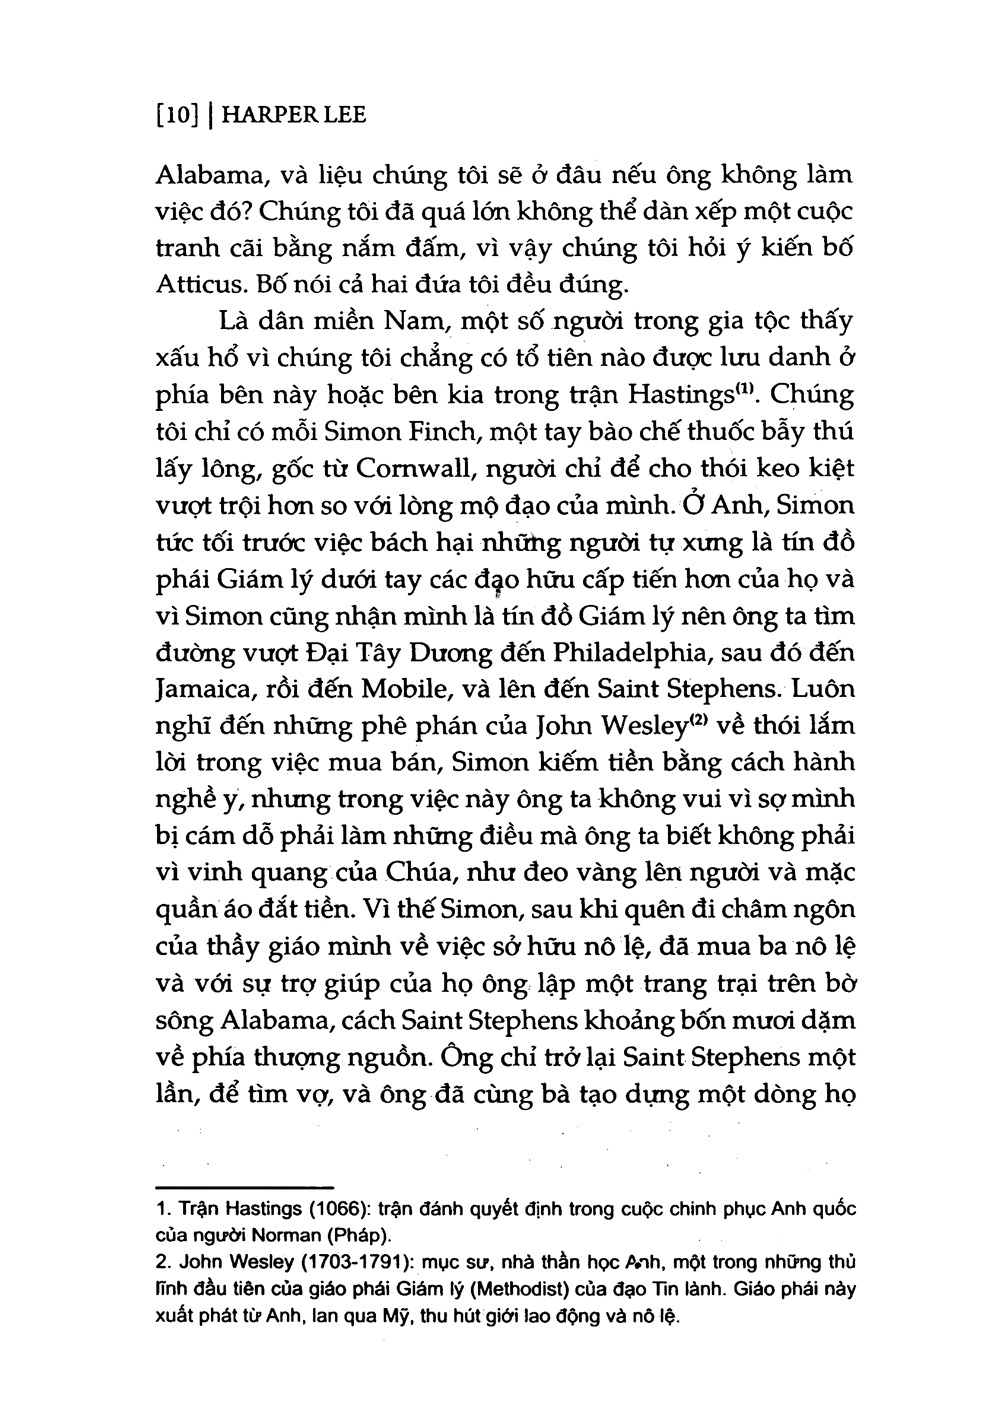 [10] | HARPER LEE
Alabama, và liệu chúng tôi sẽ ở đâu nếu ông không làm
việc đó? Chúng tôi đã quá lớn không thể dàn xếp một cuộc
tranh cãi bằng nắm đấm, vì vậy chúng tôi hỏi ý kiến bố
Atticus. Bố nói cả hai đứa tôi đều đúng.
Là dân miền Nam, một số người trong gia tộc thấy
xấu hổ vì chúng tôi chẳng có tổ tiên nào được lưu danh ở
phía bên này hoặc bên kia trong trận Hastings⁽¹⁾. Chúng
tôi chỉ có mỗi Simon Finch, một tay bào chế thuốc bẫy thú
lấy lông, gốc từ Cornwall, người chỉ để cho thói keo kiệt
vượt trội hơn so với lòng mộ đạo của mình. Ở Anh, Simon
tức tối trước việc bách hại những người tự xưng là tín đồ
phái Giám lý dưới tay các đạo hữu cấp tiến hơn của họ và
vì Simon cũng nhận mình là tín đồ Giám lý nên ông ta tìm
đường vượt Đại Tây Dương đến Philadelphia, sau đó đến
Jamaica, rồi đến Mobile, và lên đến Saint Stephens. Luôn
nghĩ đến những phê phán của John Wesley⁽²⁾ về thói lắm
lời trong việc mua bán, Simon kiếm tiền bằng cách hành
nghề y, nhưng trong việc này ông ta không vui vì sợ mình
bị cám dỗ phải làm những điều mà ông ta biết không phải
vì vinh quang của Chúa, như đeo vàng lên người và mặc
quần áo đắt tiền. Vì thế Simon, sau khi quên đi châm ngôn
của thầy giáo mình về việc sở hữu nô lệ, đã mua ba nô lệ
và với sự trợ giúp của họ ông lập một trang trại trên bờ
sông Alabama, cách Saint Stephens khoảng bốn mươi dặm
về phía thượng nguồn. Ông chỉ trở lại Saint Stephens một
lần, để tìm vợ, và ông đã cùng bà tạo dựng một dòng họ
1. Trận Hastings (1066): trận đánh quyết định trong cuộc chinh phục Anh quốc
của người Norman (Pháp).
2. John Wesley (1703-1791): mục sư, nhà thần học Anh, một trong những thủ
lĩnh đầu tiên của giáo phái Giám lý (Methodist) của đạo Tin lành. Giáo phái này
xuất phát từ Anh, lan qua Mỹ, thu hút giới lao động và nô lệ.